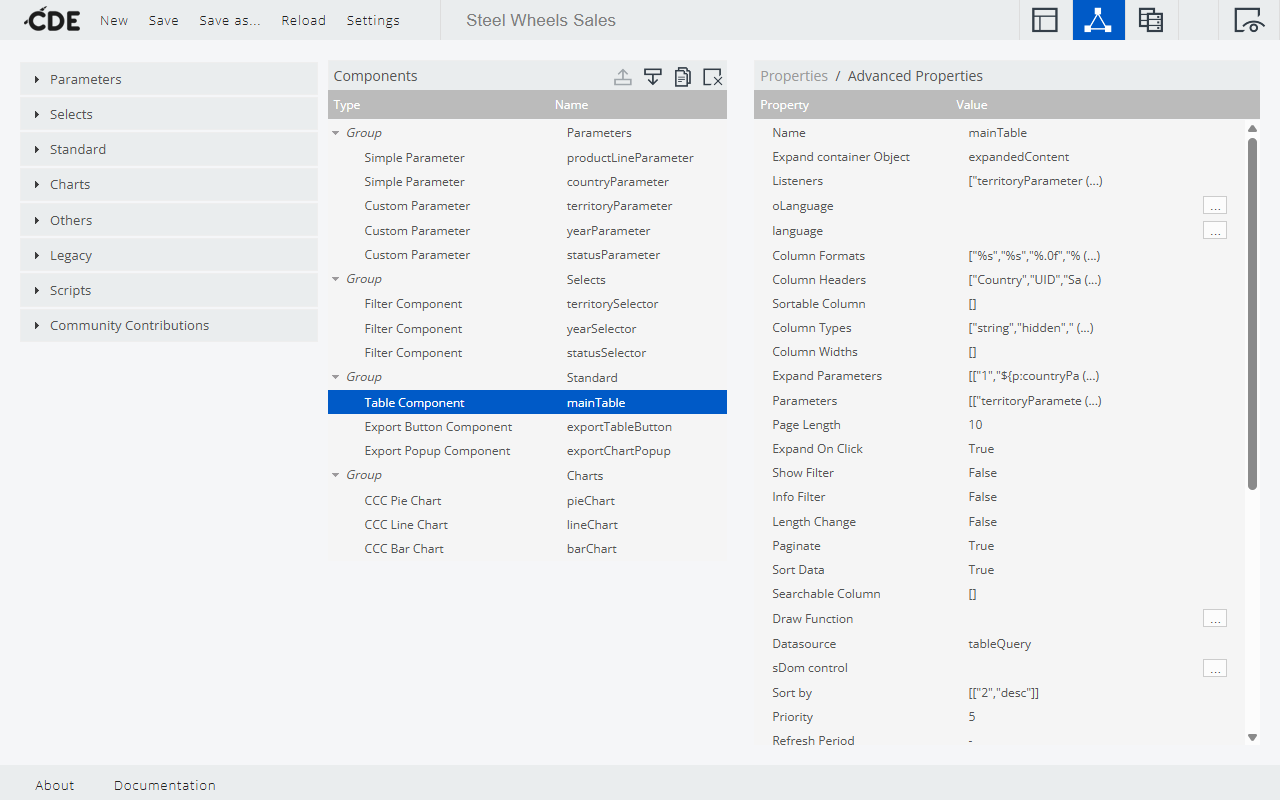 CDE New Save Save as... Reload Settings Steel Wheels Sales
Parameters
Selects
Standard
Charts
Others
Legacy
Scripts
Community Contributions
Components
Type Name
Group Parameters
Simple Parameter productLineParameter
Simple Parameter countryParameter
Custom Parameter territoryParameter
Custom Parameter yearParameter
Custom Parameter statusParameter
Group Selects
Filter Component territorySelector
Filter Component yearSelector
Filter Component statusSelector
Group Standard
Table Component mainTable
Export Button Component exportTableButton
Export Popup Component exportChartPopup
Group Charts
CCC Pie Chart pieChart
CCC Line Chart lineChart
CCC Bar Chart barChart
Properties / Advanced Properties
Property Value
Name mainTable
Expand container Object expandedContent
Listeners ["territoryParameter (...)
oLanguage ...
language ...
Column Formats ["%s","%s","%.0f","% (...)
Column Headers ["Country","UID","Sa (...)
Sortable Column []
Column Types ["string","hidden"," (...)
Column Widths []
Expand Parameters [["1","${p:countryPa (...)
Parameters [["territoryParamete (...)
Page Length 10
Expand On Click True
Show Filter False
Info Filter False
Length Change False
Paginate True
Sort Data True
Searchable Column []
Draw Function ...
Datasource tableQuery
sDom control ...
Sort by [["2","desc"]]
Priority 5
Refresh Period -
About Documentation